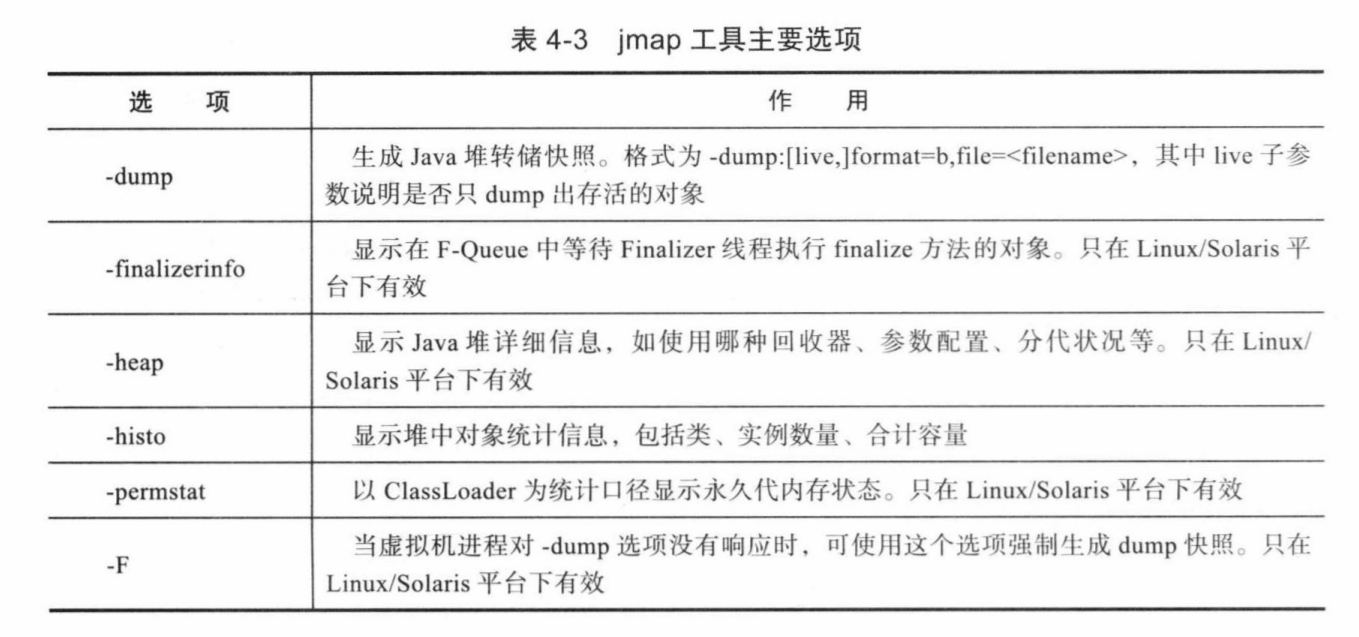 表 4-3 jmap 工具主要选项
选 项
作 用
-dump
生成 Java 堆转储快照。格式为 -dump:[live,]format=b,file=<filename>，其中 live 子参
数说明是否只 dump 出存活的对象
-finalizerinfo
显示在 F-Queue 中等待 Finalizer 线程执行 finalize 方法的对象。只在 Linux/Solaris 平
台下有效
-heap
显示 Java 堆详细信息，如使用哪种回收器、参数配置、分代状况等。只在 Linux/
Solaris 平台下有效
-histo
显示堆中对象统计信息，包括类、实例数量、合计容量
-permstat
以 ClassLoader 为统计口径显示永久代内存状态。只在 Linux/Solaris 平台下有效
-F
当虚拟机进程对 -dump 选项没有响应时，可使用这个选项强制生成 dump 快照。只在
Linux/Solaris 平台下有效